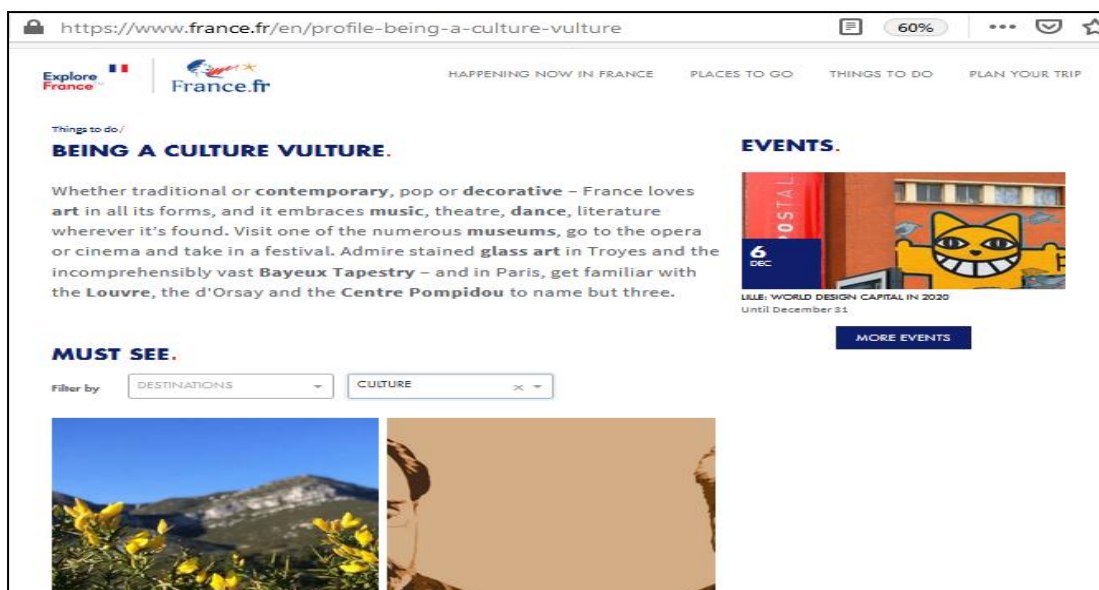 https://www.france.fr/en/profile-being-a-culture-vulture
60%
Explore
France
France.fr
HAPPENING NOW IN FRANCE
PLACES TO GO
THINGS TO DO
PLAN YOUR TRIP
Things to do/
BEING A CULTURE VULTURE.
Whether traditional or contemporary, pop or decorative – France loves
art in all its forms, and it embraces music, theatre, dance, literature
wherever it's found. Visit one of the numerous museums, go to the opera
or cinema and take in a festival. Admire stained glass art in Troyes and the
incomprehensibly vast Bayeux Tapestry – and in Paris, get familiar with
the Louvre, the d'Orsay and the Centre Pompidou to name but three.
EVENTS.
POSTAL
6
DEC
LILLE: WORLD DESIGN CAPITAL IN 2020
Until December 31
MORE EVENTS
MUST SEE.
Filter by
DESTINATIONS
CULTURE